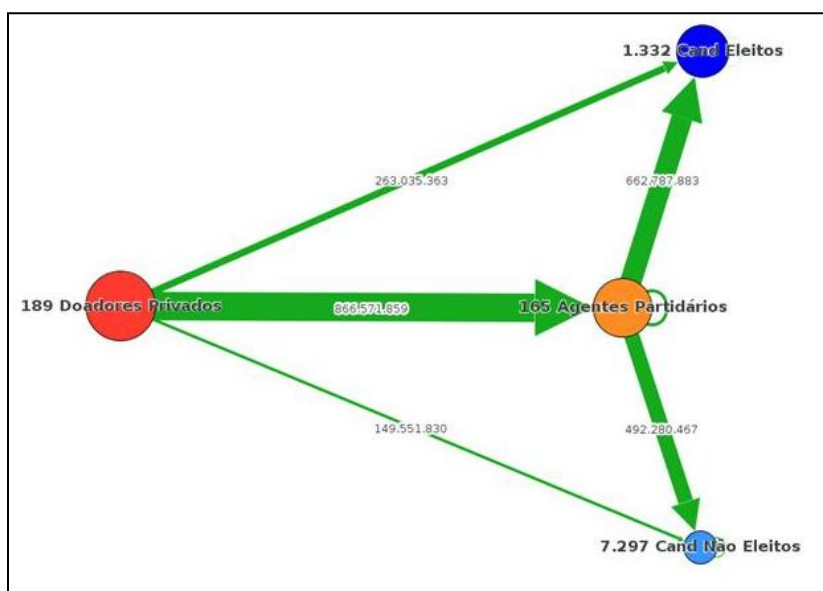 1.332 Cand Eleitos
263.035.363
662.787.883
189 Doadores Privados
866.571.859
165 Agentes Partidários
149.551.830
492.280.467
7.297 Cand Não Eleitos